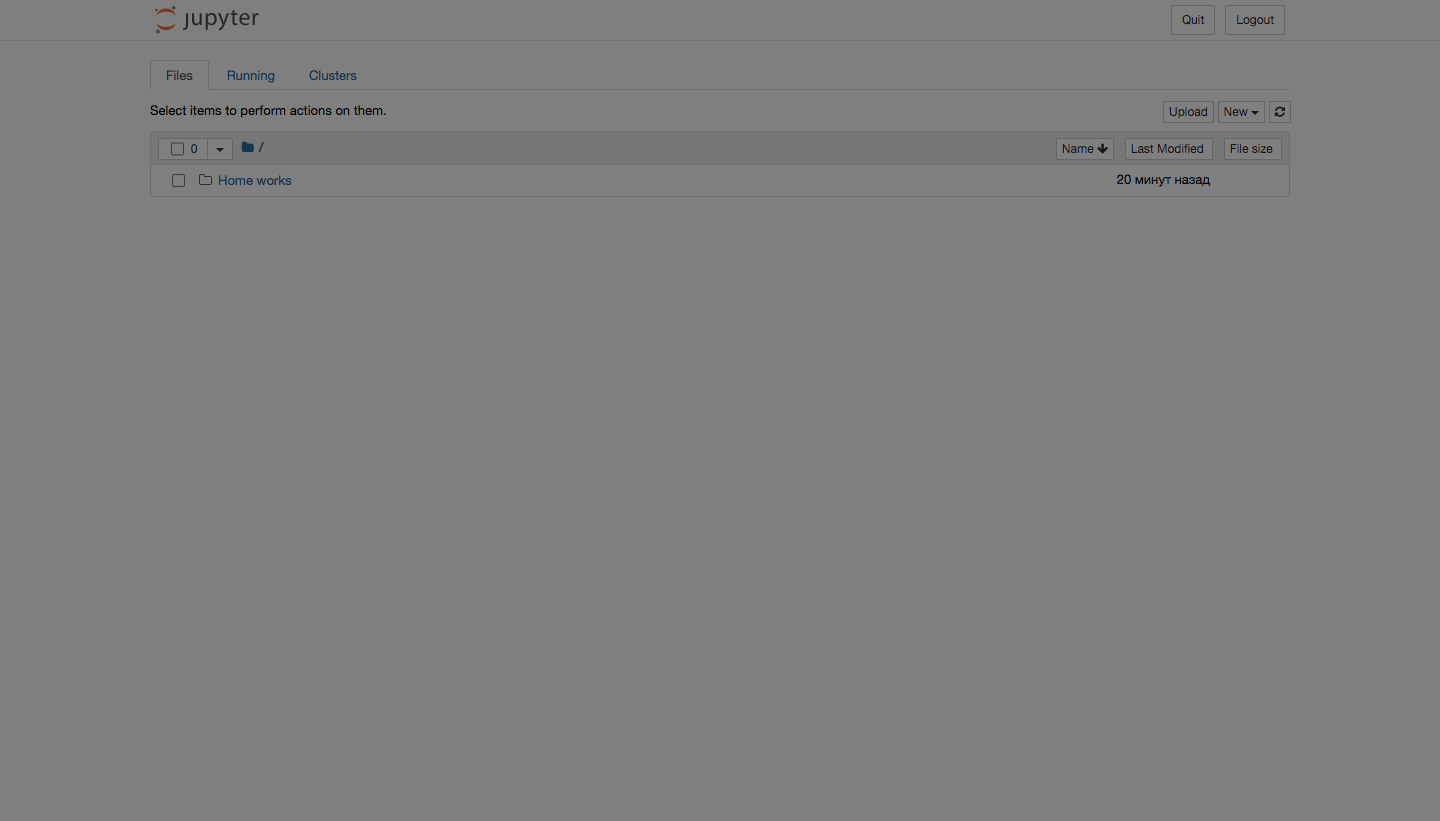 jupyter
Quit
Logout
Files
Running
Clusters
Select items to perform actions on them.
Upload
New
0
/
Name
Last Modified
File size
Home works
20 минут назад